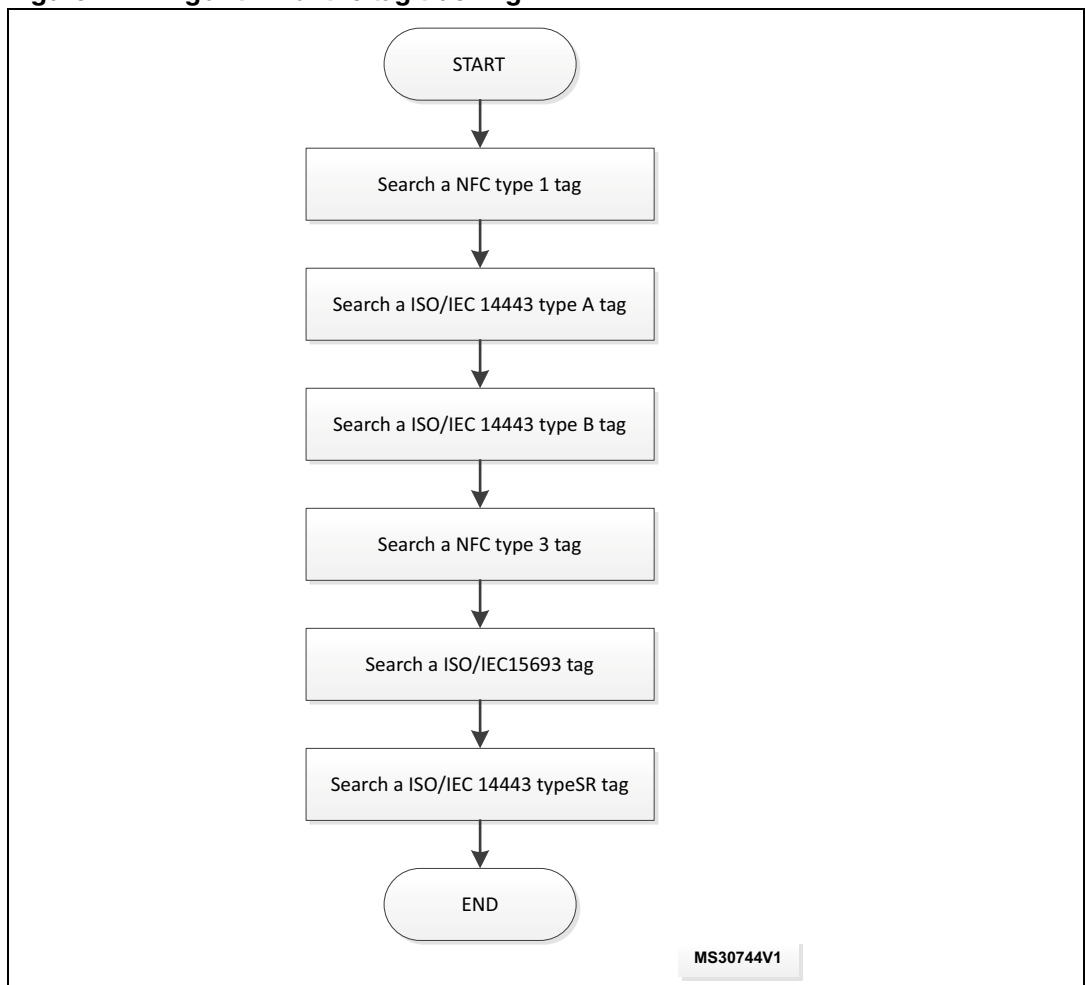 START
Search a NFC type 1 tag
Search a ISO/IEC 14443 type A tag
Search a ISO/IEC 14443 type B tag
Search a NFC type 3 tag
Search a ISO/IEC15693 tag
Search a ISO/IEC 14443 typeSR tag
END
MS30744V1